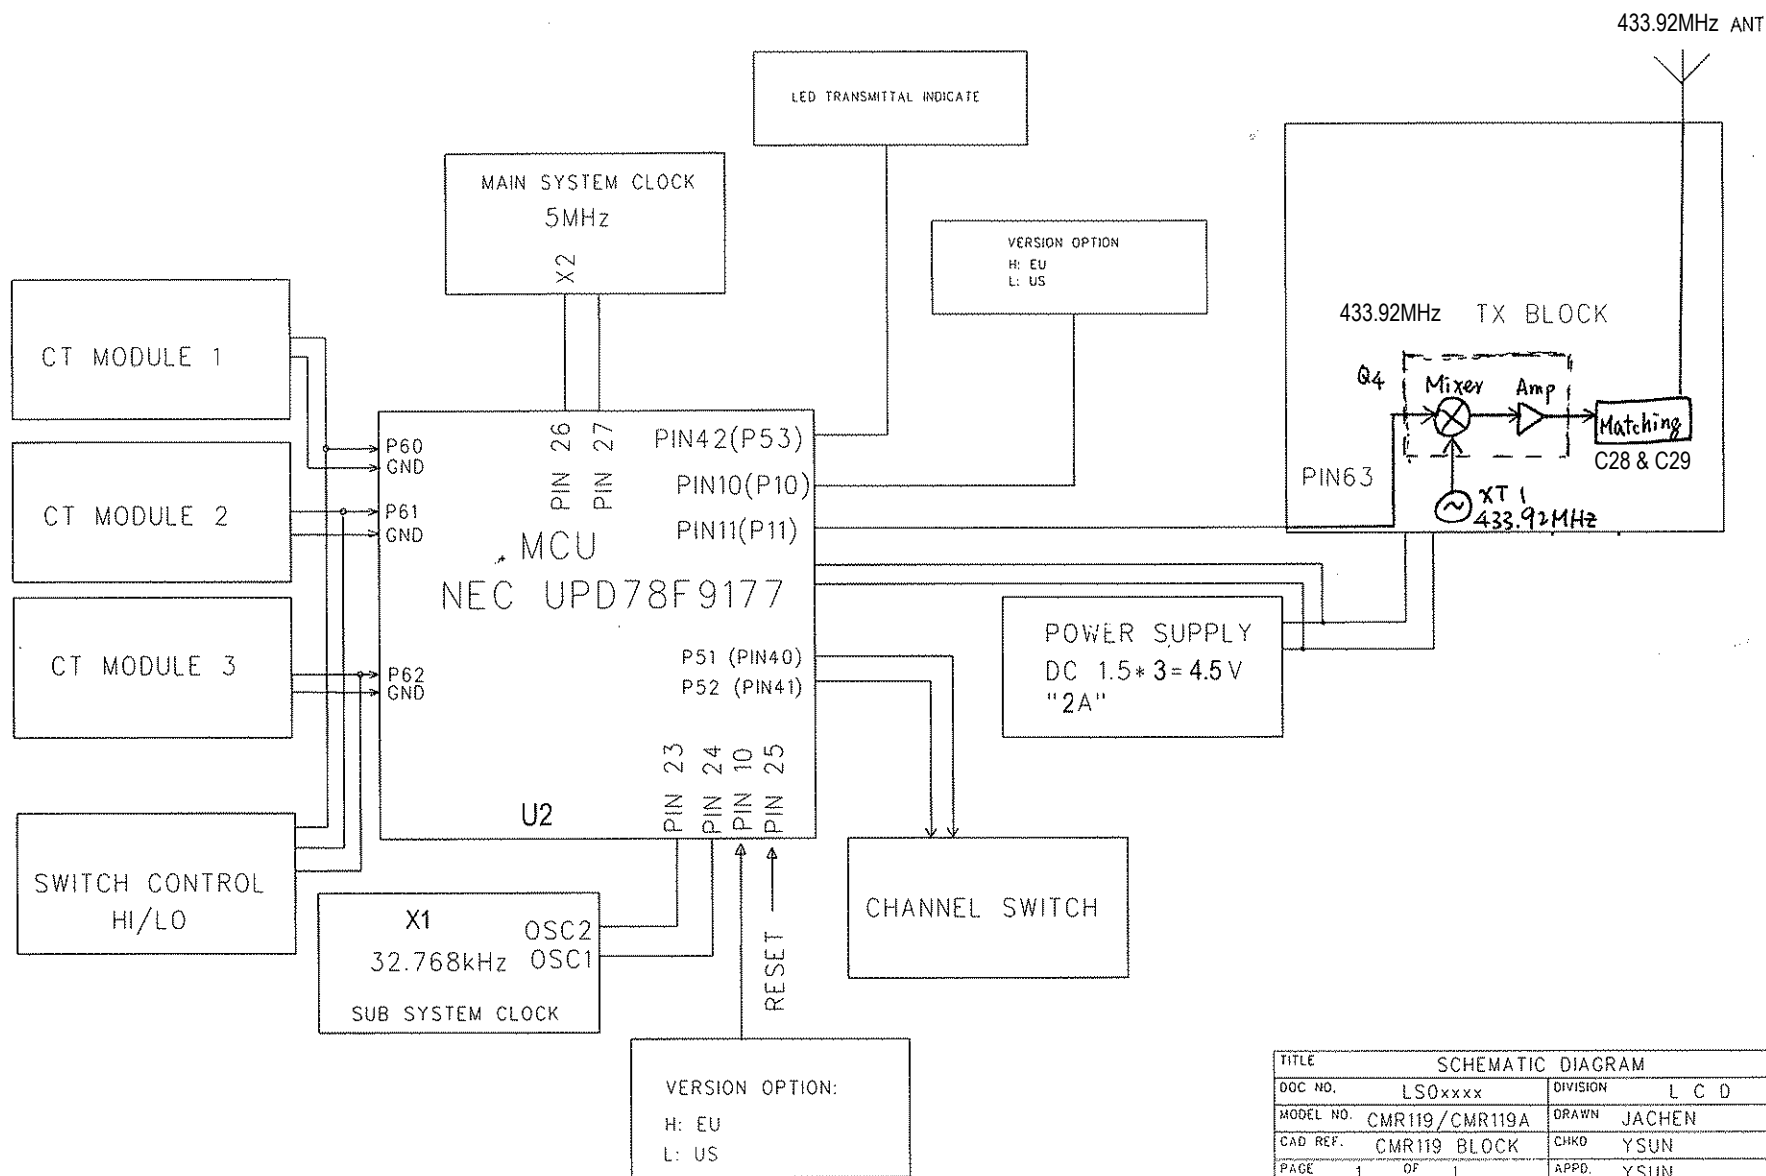 433.92MHz ANT
LED TRANSMITTAL INDICATE
MAIN SYSTEM CLOCK
5MHz
X2
VERSION OPTION
H: EU
L: US
433.92MHz TX BLOCK
Q4
Mixer
Amp
Matching
C28 & C29
PIN63
XT 1
433.92MHz
CT MODULE 1
CT MODULE 2
CT MODULE 3
SWITCH CONTROL
HI/LO
P60
GND
P61
GND
P62
GND
PIN 26
PIN 27
PIN42(P53)
PIN10(P10)
PIN11(P11)
MCU
NEC UPD78F9177
P51 (PIN40)
P52 (PIN41)
PIN 23
PIN 24
PIN 10
PIN 25
U2
POWER SUPPLY
DC 1.5* 3= 4.5 V
"2A"
X1
OSC2
32.768kHz OSC1
SUB SYSTEM CLOCK
RESET
CHANNEL SWITCH
VERSION OPTION:
H: EU
L: US
TITLE SCHEMATIC DIAGRAM
DOC NO. LSOxxxx DIVISION L C D
MODEL NO. CMR119/CMR119A DRAWN JACHEN
CAD REF. CMR119 BLOCK CHKD YSUN
PAGE 1 OF 1 APPD. YSUN